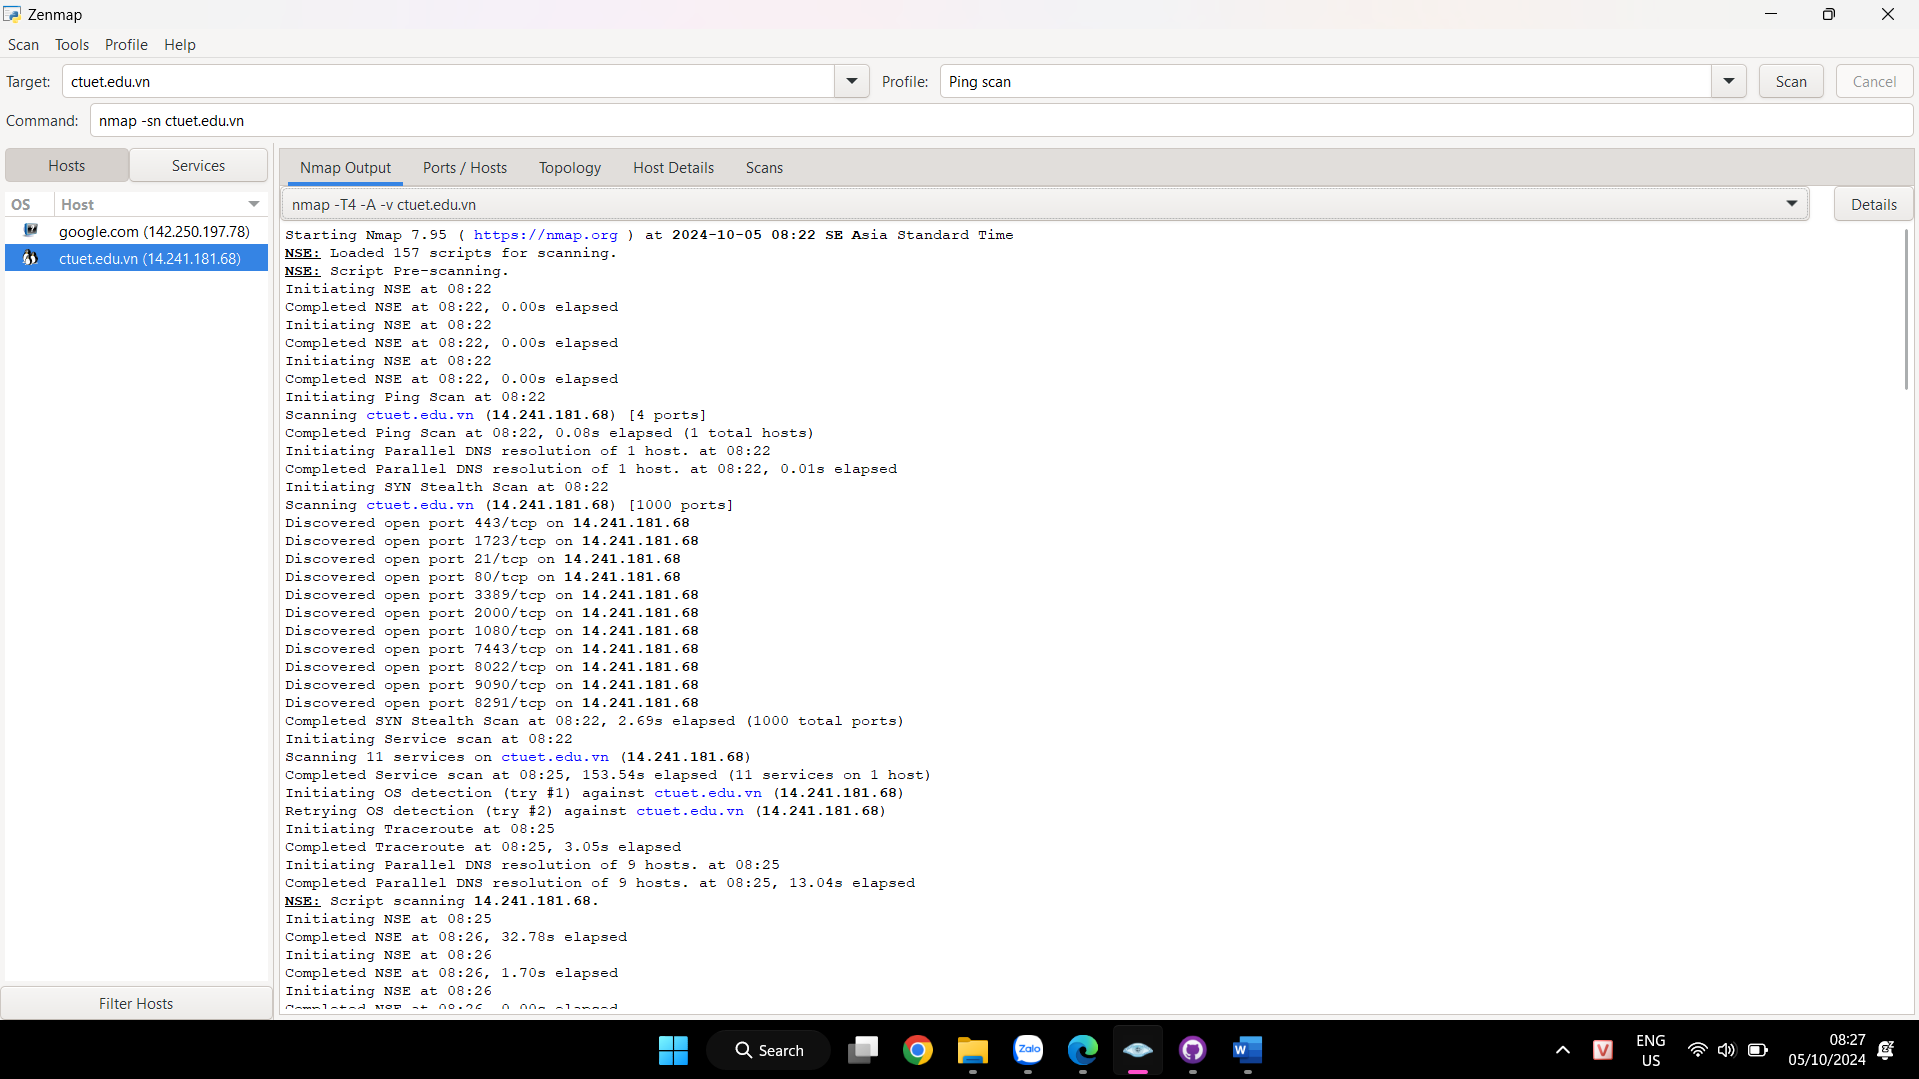 Zenmap
Scan Tools Profile Help
Target: ctuet.edu.vn Profile: Ping scan Scan Cancel
Command: nmap -sn ctuet.edu.vn
Hosts Services
Nmap Output Ports / Hosts Topology Host Details Scans
OS Host
nmap -T4 -A -v ctuet.edu.vn Details
google.com (142.250.197.78)
ctuet.edu.vn (14.241.181.68)
Starting Nmap 7.95 ( https://nmap.org ) at 2024-10-05 08:22 SE Asia Standard Time
NSE: Loaded 157 scripts for scanning.
NSE: Script Pre-scanning.
Initiating NSE at 08:22
Completed NSE at 08:22, 0.00s elapsed
Initiating NSE at 08:22
Completed NSE at 08:22, 0.00s elapsed
Initiating NSE at 08:22
Completed NSE at 08:22, 0.00s elapsed
Initiating Ping Scan at 08:22
Scanning ctuet.edu.vn (14.241.181.68) [4 ports]
Completed Ping Scan at 08:22, 0.08s elapsed (1 total hosts)
Initiating Parallel DNS resolution of 1 host. at 08:22
Completed Parallel DNS resolution of 1 host. at 08:22, 0.01s elapsed
Initiating SYN Stealth Scan at 08:22
Scanning ctuet.edu.vn (14.241.181.68) [1000 ports]
Discovered open port 443/tcp on 14.241.181.68
Discovered open port 1723/tcp on 14.241.181.68
Discovered open port 21/tcp on 14.241.181.68
Discovered open port 80/tcp on 14.241.181.68
Discovered open port 3389/tcp on 14.241.181.68
Discovered open port 2000/tcp on 14.241.181.68
Discovered open port 1080/tcp on 14.241.181.68
Discovered open port 7443/tcp on 14.241.181.68
Discovered open port 8022/tcp on 14.241.181.68
Discovered open port 9090/tcp on 14.241.181.68
Discovered open port 8291/tcp on 14.241.181.68
Completed SYN Stealth Scan at 08:22, 2.69s elapsed (1000 total ports)
Initiating Service scan at 08:22
Scanning 11 services on ctuet.edu.vn (14.241.181.68)
Completed Service scan at 08:25, 153.54s elapsed (11 services on 1 host)
Initiating OS detection (try #1) against ctuet.edu.vn (14.241.181.68)
Retrying OS detection (try #2) against ctuet.edu.vn (14.241.181.68)
Initiating Traceroute at 08:25
Completed Traceroute at 08:25, 3.05s elapsed
Initiating Parallel DNS resolution of 9 hosts. at 08:25
Completed Parallel DNS resolution of 9 hosts. at 08:25, 13.04s elapsed
NSE: Script scanning 14.241.181.68.
Initiating NSE at 08:25
Completed NSE at 08:26, 32.78s elapsed
Initiating NSE at 08:26
Completed NSE at 08:26, 1.70s elapsed
Initiating NSE at 08:26
Completed NSE at 08:26, 0.00s elapsed
Filter Hosts
Search Zalo W V ENG 08:27
US 05/10/2024